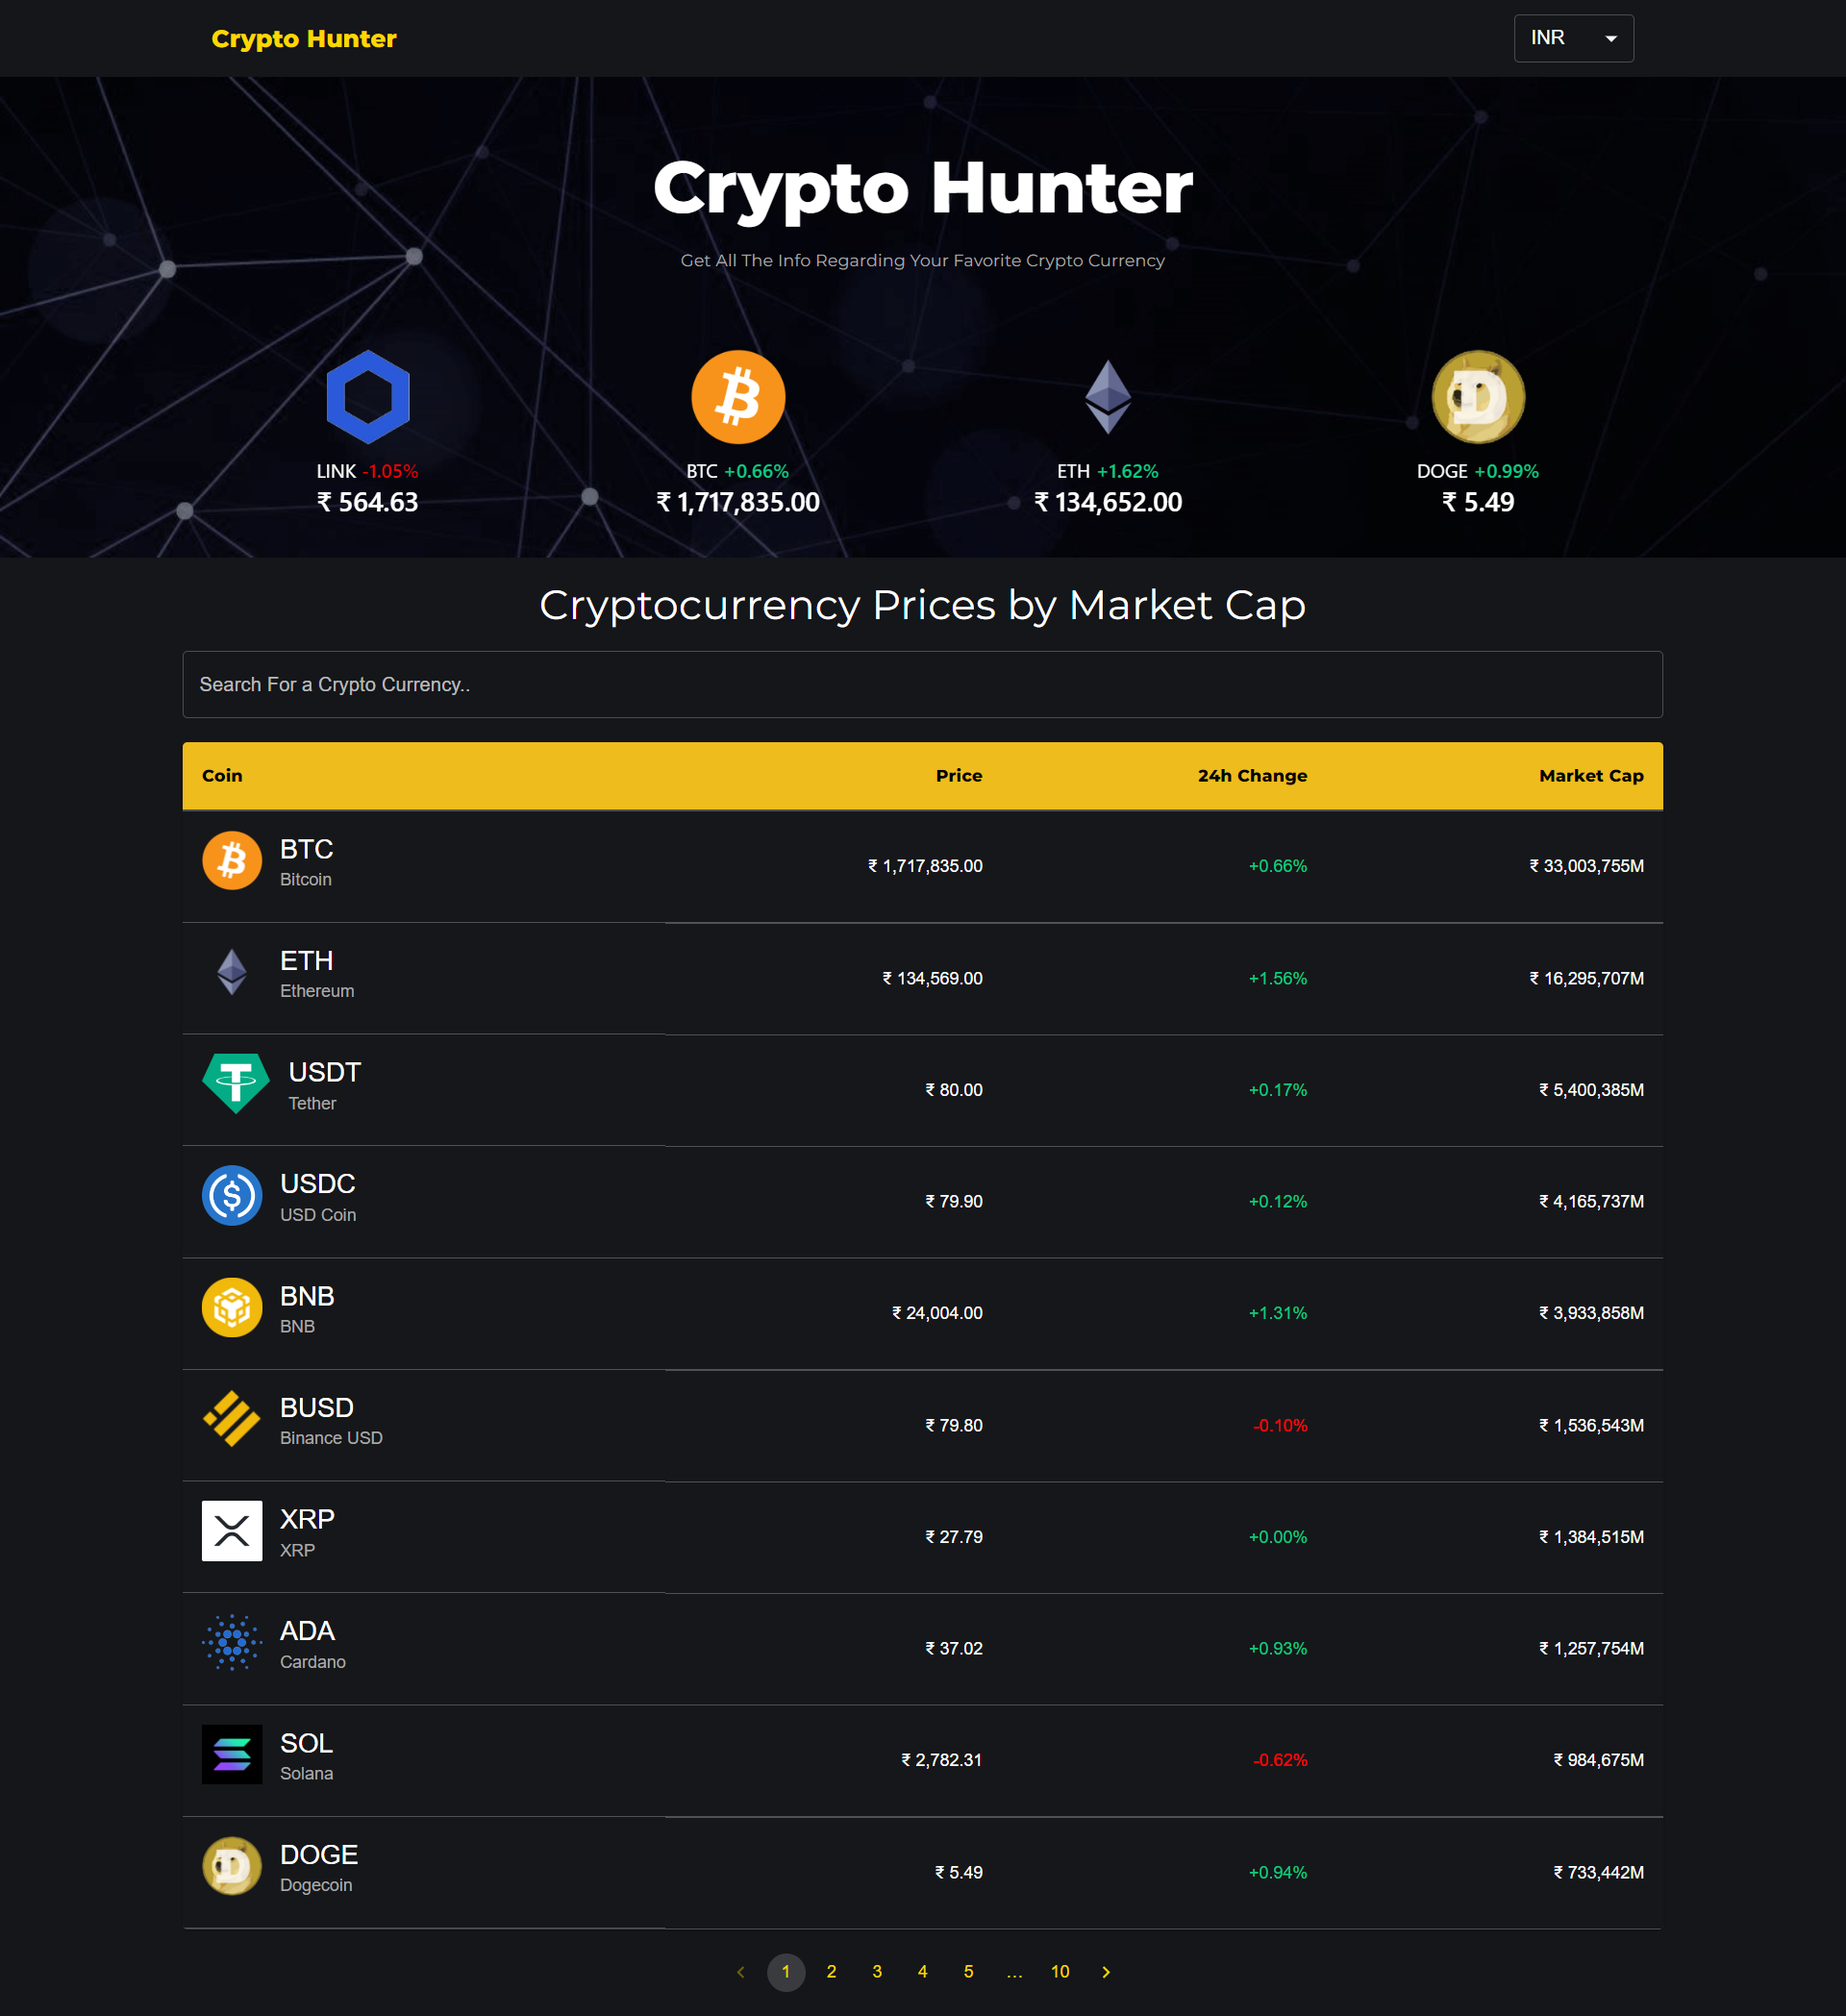 Crypto Hunter
INR
Crypto Hunter
Get All The Info Regarding Your Favorite Crypto Currency
LINK -1.05%
₹ 564.63
BTC +0.66%
₹ 1,717,835.00
ETH +1.62%
₹ 134,652.00
DOGE +0.99%
₹ 5.49
Cryptocurrency Prices by Market Cap
Search For a Crypto Currency..
Coin Price 24h Change Market Cap
BTC
Bitcoin
₹ 1,717,835.00 +0.66% ₹ 33,003,755M
ETH
Ethereum
₹ 134,569.00 +1.56% ₹ 16,295,707M
USDT
Tether
₹ 80.00 +0.17% ₹ 5,400,385M
USDC
USD Coin
₹ 79.90 +0.12% ₹ 4,165,737M
BNB
BNB
₹ 24,004.00 +1.31% ₹ 3,933,858M
BUSD
Binance USD
₹ 79.80 -0.10% ₹ 1,536,543M
XRP
XRP
₹ 27.79 +0.00% ₹ 1,384,515M
ADA
Cardano
₹ 37.02 +0.93% ₹ 1,257,754M
SOL
Solana
₹ 2,782.31 -0.62% ₹ 984,675M
DOGE
Dogecoin
₹ 5.49 +0.94% ₹ 733,442M
1 2 3 4 5 … 10